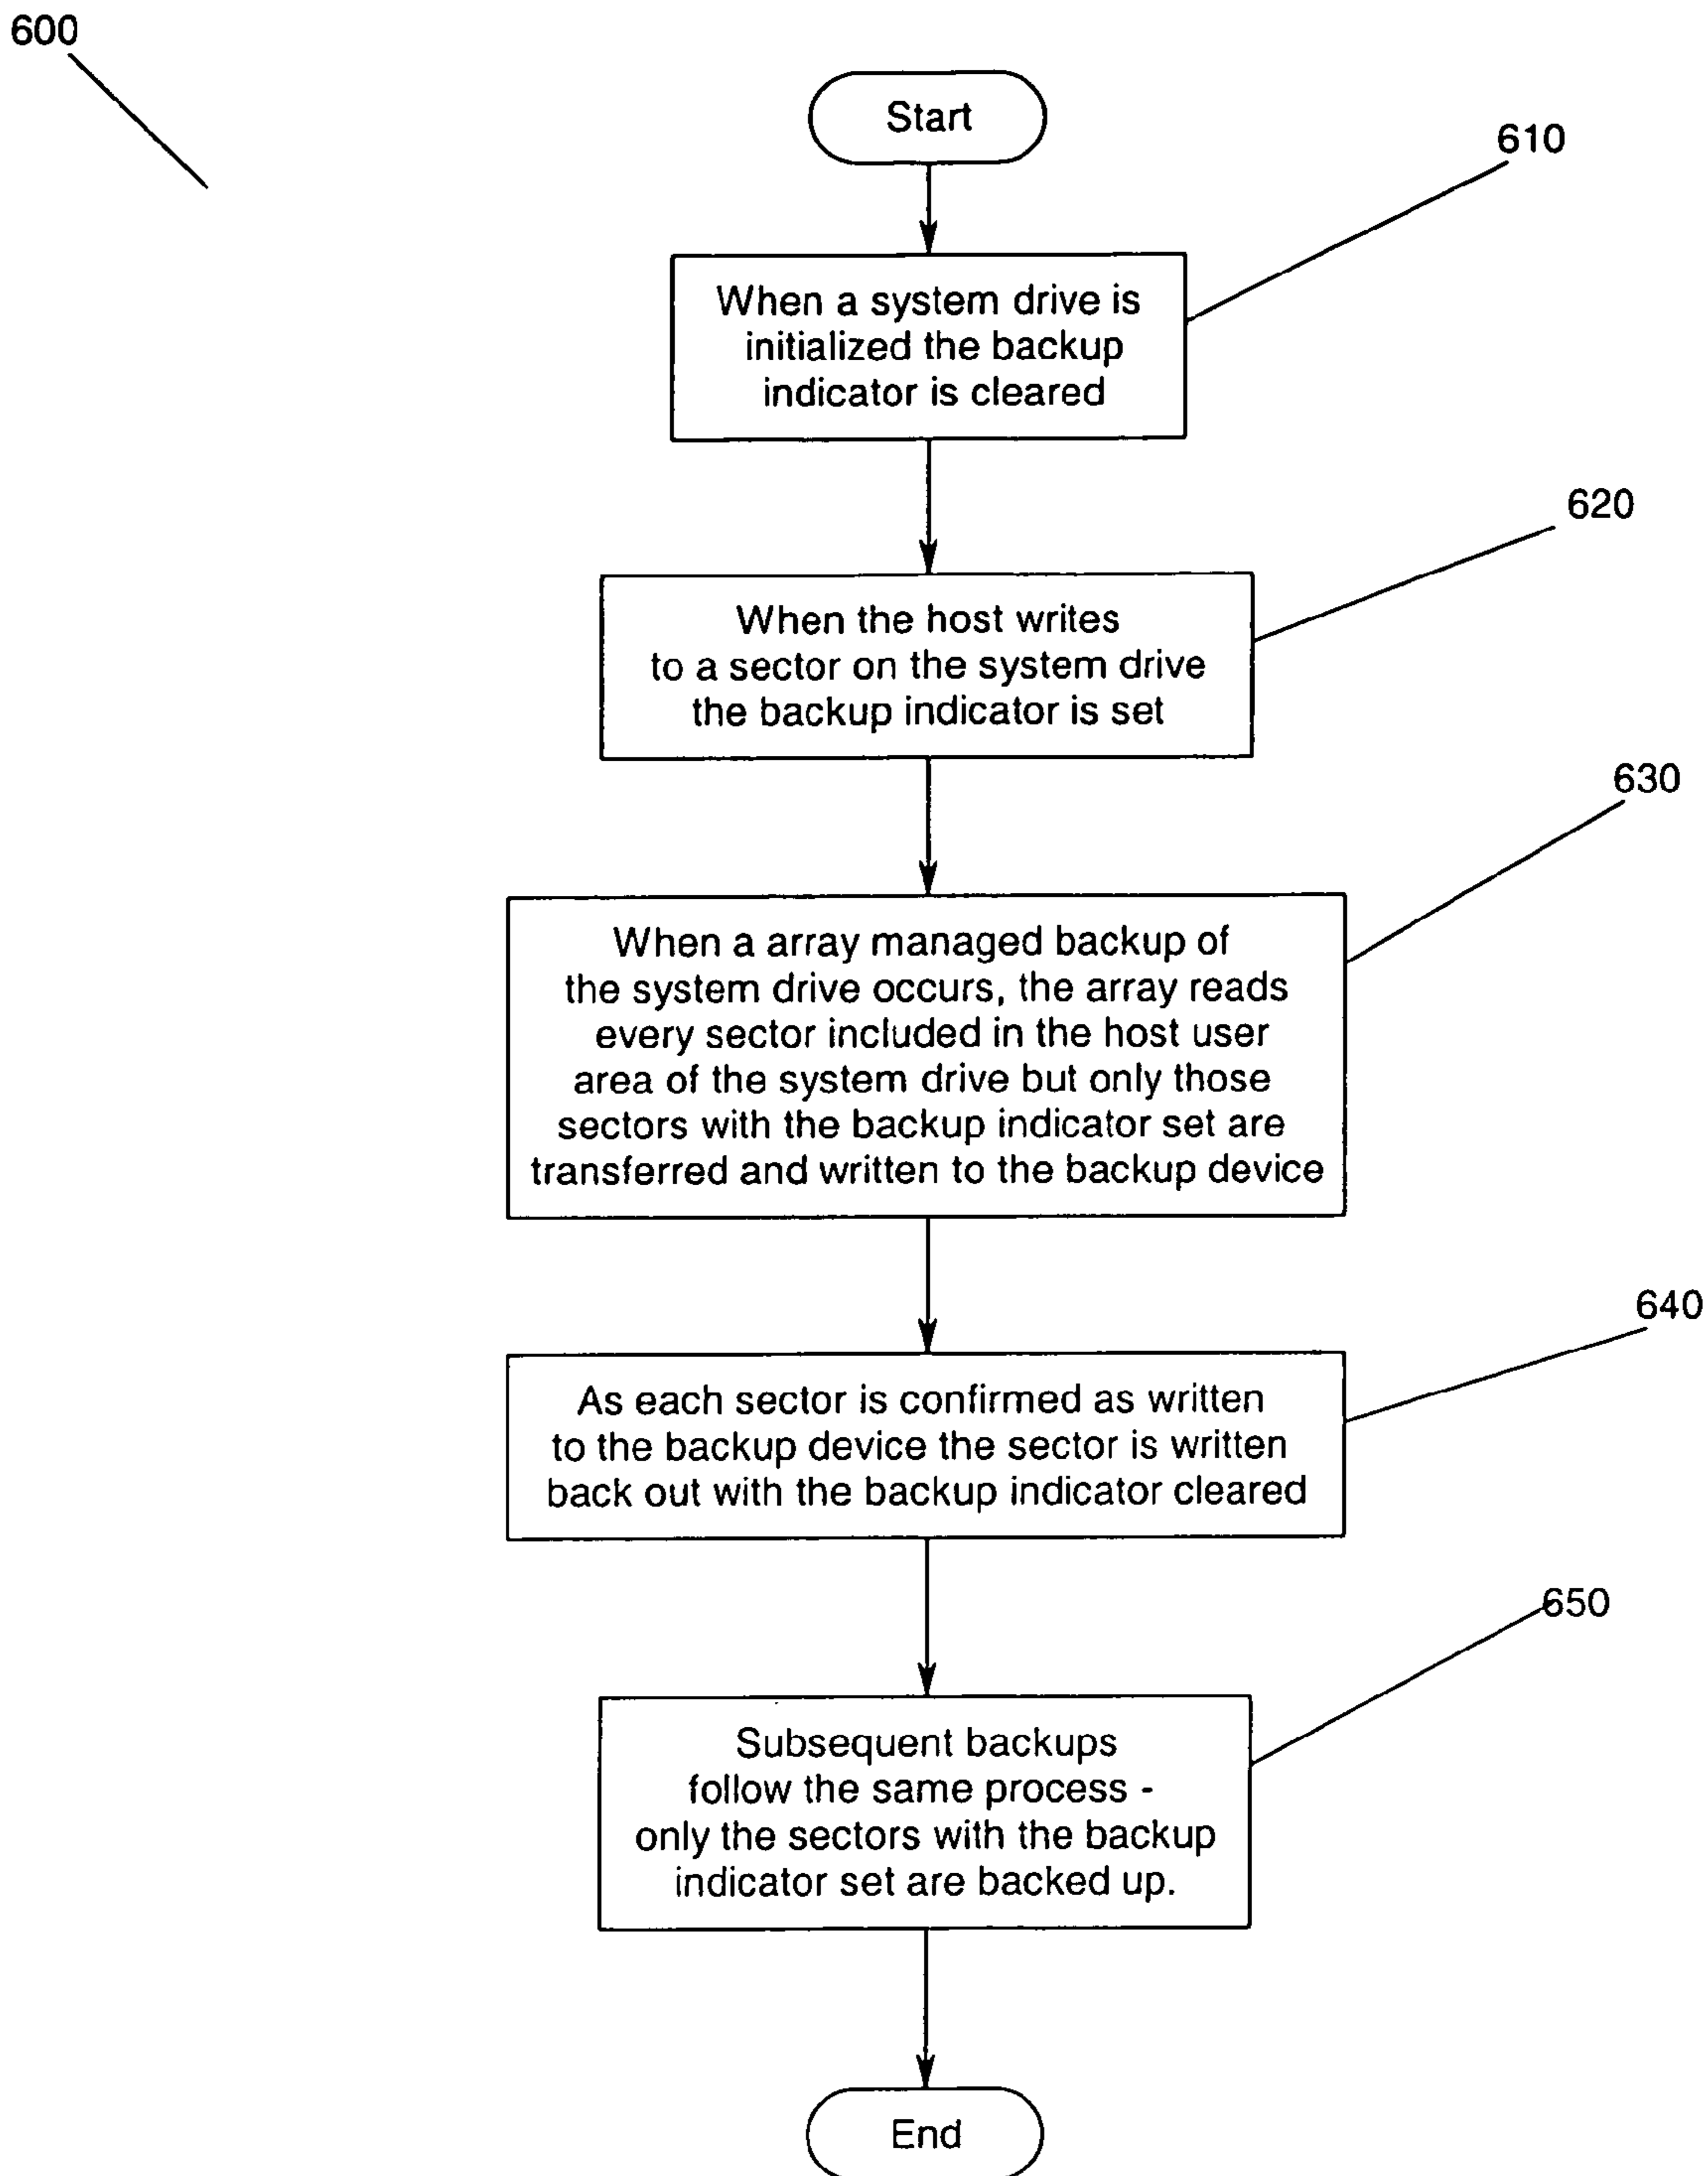 600
Start
610
When a system drive is
initialized the backup
indicator is cleared
620
When the host writes
to a sector on the system drive
the backup indicator is set
630
When a array managed backup of
the system drive occurs, the array reads
every sector included in the host user
area of the system drive but only those
sectors with the backup indicator set are
transferred and written to the backup device
640
As each sector is confirmed as written
to the backup device the sector is written
back out with the backup indicator cleared
650
Subsequent backups
follow the same process -
only the sectors with the backup
indicator set are backed up.
End